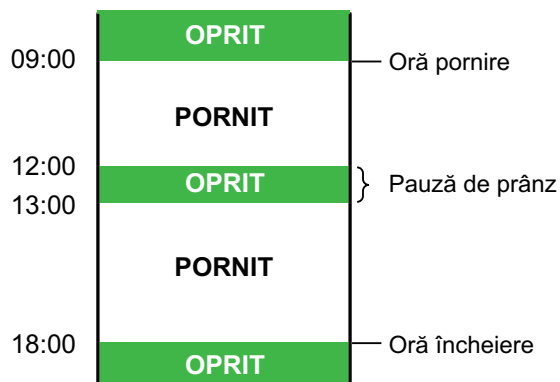 OPRIT
09:00
Oră pornire
PORNIT
12:00
OPRIT
Pauză de prânz
13:00
PORNIT
18:00
Oră încheiere
OPRIT